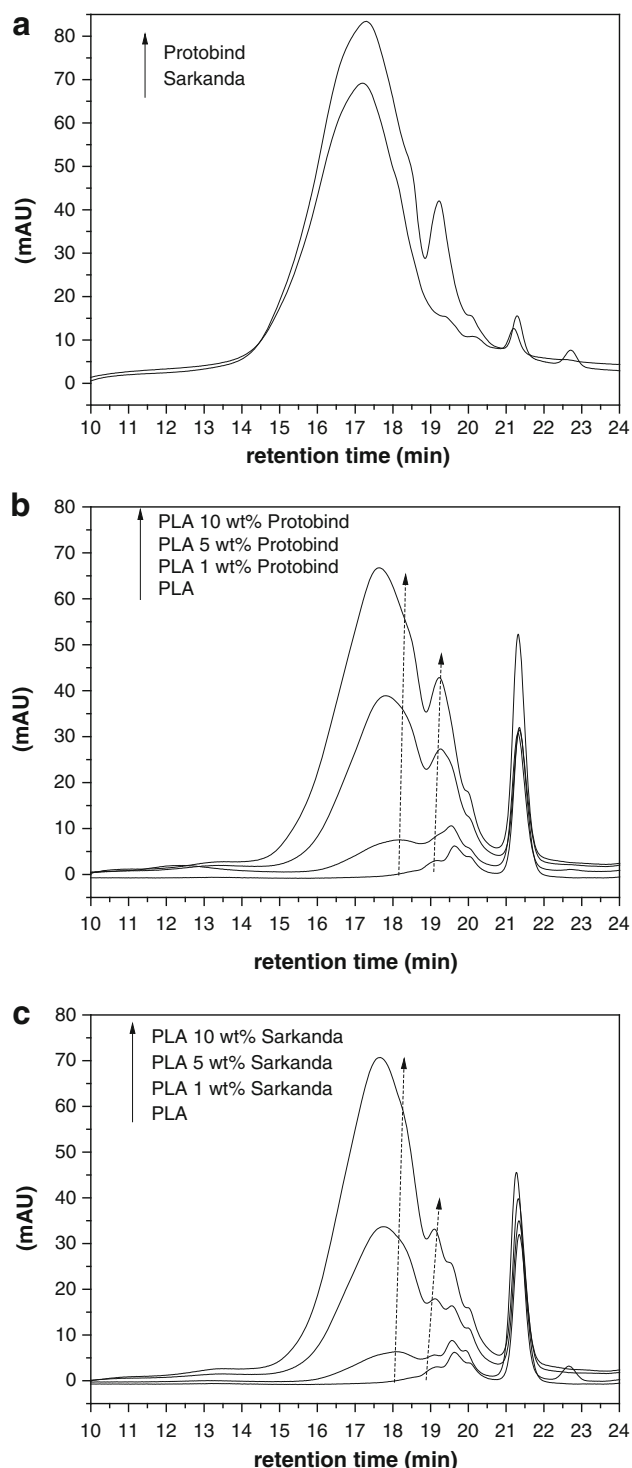 a
Protobind
Sarkanda
80
70
60
50
40
30
20
10
0
(mAU)
10 11 12 13 14 15 16 17 18 19 20 21 22 23 24
retention time (min)
b
PLA 10 wt% Protobind
PLA 5 wt% Protobind
PLA 1 wt% Protobind
PLA
80
70
60
50
40
30
20
10
0
(mAU)
10 11 12 13 14 15 16 17 18 19 20 21 22 23 24
retention time (min)
c
PLA 10 wt% Sarkanda
PLA 5 wt% Sarkanda
PLA 1 wt% Sarkanda
PLA
80
70
60
50
40
30
20
10
0
(mAU)
10 11 12 13 14 15 16 17 18 19 20 21 22 23 24
retention time (min)